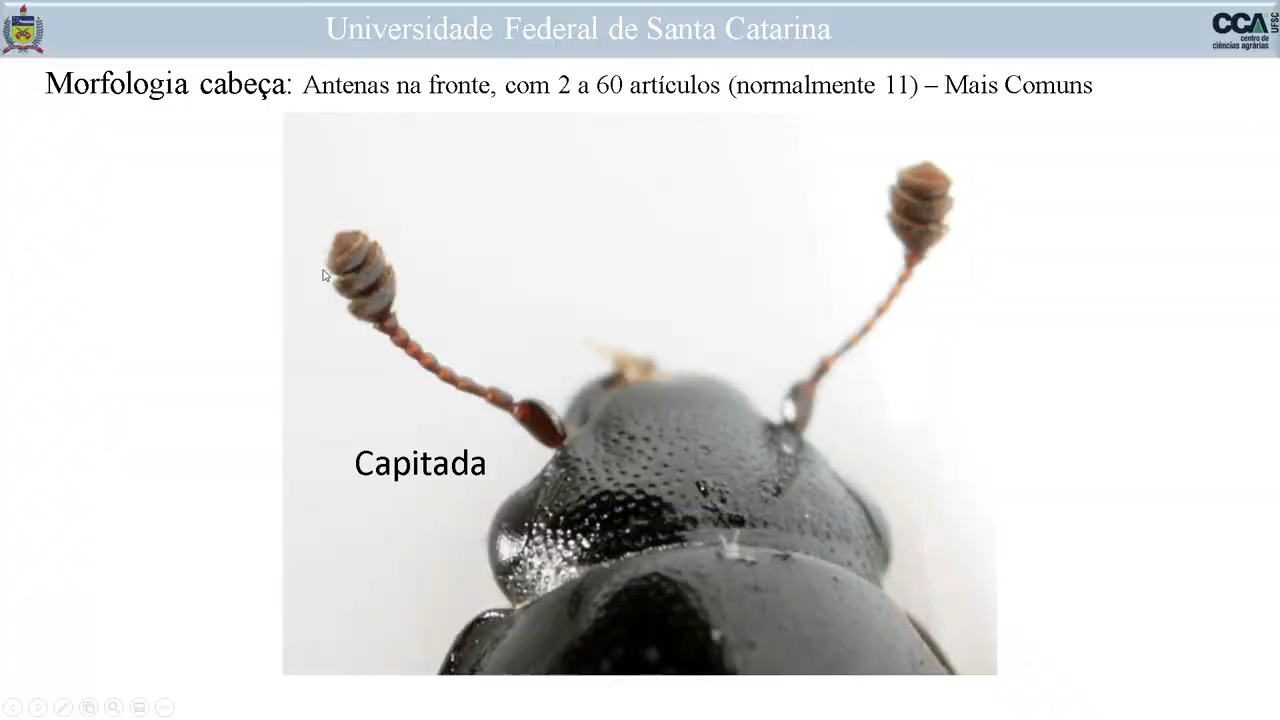 Universidade Federal de Santa Catarina
CCA
UFSC
centro de
ciências agrárias
Morfologia cabeça: Antenas na fronte, com 2 a 60 artículos (normalmente 11) – Mais Comuns
Capitada